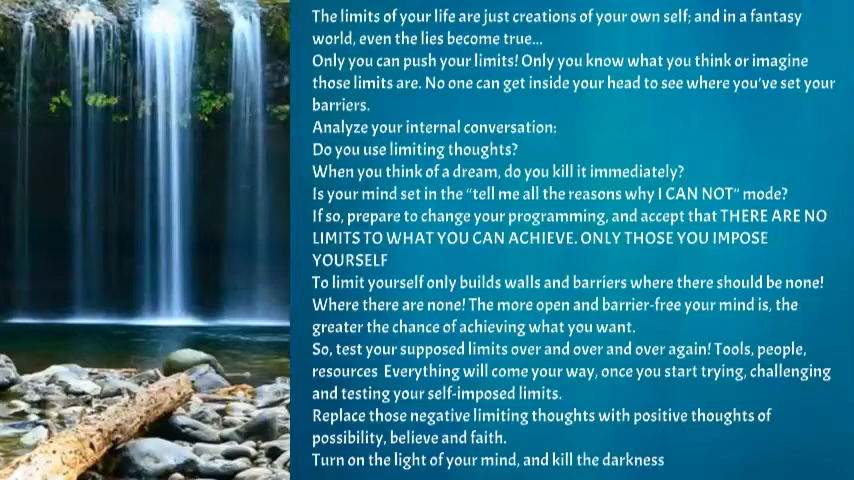 The limits of your life are just creations of your own self; and in a fantasy
world, even the lies become true...
Only you can push your limits! Only you know what you think or imagine
those limits are. No one can get inside your head to see where you've set your
barriers.
Analyze your internal conversation:
Do you use limiting thoughts?
When you think of a dream, do you kill it immediately?
Is your mind set in the "tell me all the reasons why I CAN NOT" mode?
If so, prepare to change your programming, and accept that THERE ARE NO
LIMITS TO WHAT YOU CAN ACHIEVE. ONLY THOSE YOU IMPOSE
YOURSELF
To limit yourself only builds walls and barriers where there should be none!
Where there are none! The more open and barrier-free your mind is, the
greater the chance of achieving what you want.
So, test your supposed limits over and over and over again! Tools, people,
resources  Everything will come your way, once you start trying, challenging
and testing your self-imposed limits.
Replace those negative limiting thoughts with positive thoughts of
possibility, believe and faith.
Turn on the light of your mind, and kill the darkness